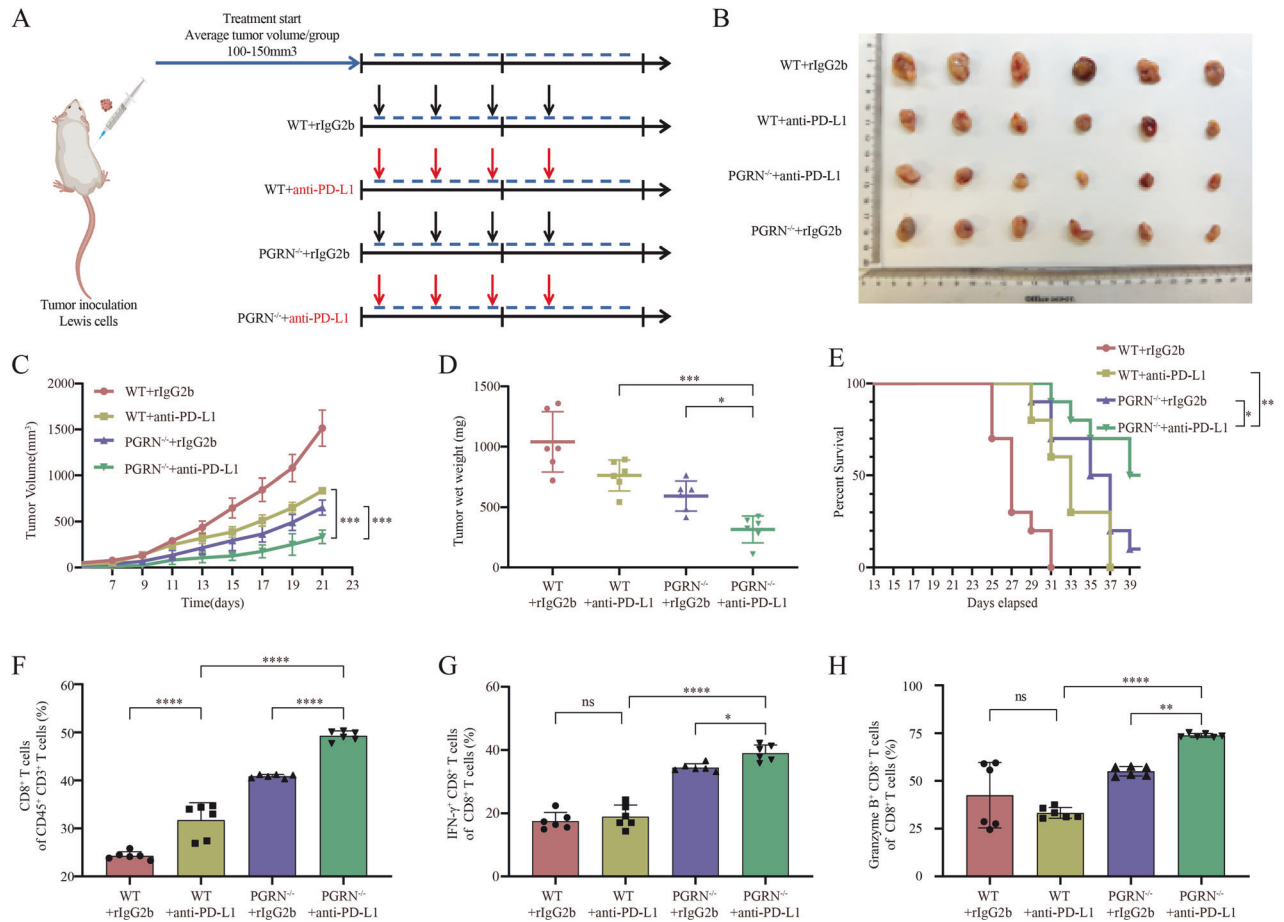 A
Treatment start
Average tumor volume/group
100-150mm3
WT+rIgG2b
WT+anti-PD-L1
PGRN⁻/⁻+rIgG2b
PGRN⁻/⁻+anti-PD-L1
Tumor inoculation
Lewis cells
B
WT+rIgG2b
WT+anti-PD-L1
PGRN⁻/⁻+anti-PD-L1
PGRN⁻/⁻+rIgG2b
C
WT+rIgG2b
WT+anti-PD-L1
PGRN⁻/⁻+rIgG2b
PGRN⁻/⁻+anti-PD-L1
Tumor Volume(mm²)
2000
1500
1000
500
0
***
***
7 9 11 13 15 17 19 21 23
Time(days)
D
Tumor wet weight (mg)
1500
1000
500
0
***
*
WT +rIgG2b
WT +anti-PD-L1
PGRN⁻/⁻ +rIgG2b
PGRN⁻/⁻ +anti-PD-L1
E
WT+rIgG2b
WT+anti-PD-L1
PGRN⁻/⁻+rIgG2b
PGRN⁻/⁻+anti-PD-L1
**
*
Percent Survival
100
50
0
13 15 17 19 21 23 25 27 29 31 33 35 37 39
Days elapsed
F
CD8⁺ T cells
of CD45⁺ CD3⁺ T cells (%)
60
50
40
30
20
****
****
****
WT +rIgG2b
WT +anti-PD-L1
PGRN⁻/⁻ +rIgG2b
PGRN⁻/⁻ +anti-PD-L1
G
IFN-γ⁺ CD8⁺ T cells
of CD8⁺ T cells (%)
60
40
20
0
ns
****
*
WT +rIgG2b
WT +anti-PD-L1
PGRN⁻/⁻ +rIgG2b
PGRN⁻/⁻ +anti-PD-L1
H
Granzyme B⁺ CD8⁺ T cells
of CD8⁺ T cells (%)
100
75
50
25
0
ns
****
**
WT +rIgG2b
WT +anti-PD-L1
PGRN⁻/⁻ +rIgG2b
PGRN⁻/⁻ +anti-PD-L1